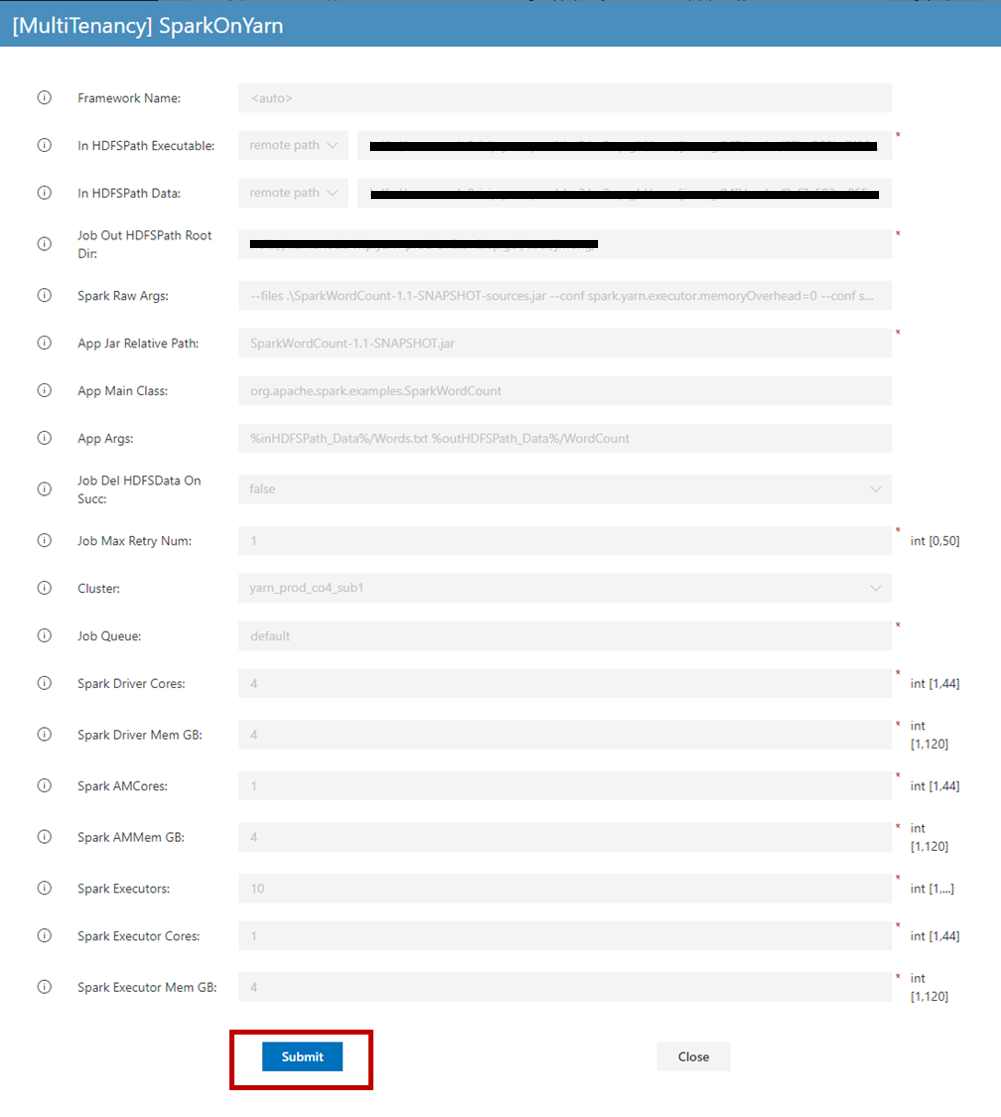 [MultiTenancy] SparkOnYarn
Framework Name: <auto>
In HDFSPath Executable: remote path *
In HDFSPath Data: remote path
Job Out HDFSPath Root
Dir: *
Spark Raw Args: --files .\SparkWordCount-1.1-SNAPSHOT-sources.jar --conf spark.yarn.executor.memoryOverhead=0 --conf s...
App Jar Relative Path: SparkWordCount-1.1-SNAPSHOT.jar *
App Main Class: org.apache.spark.examples.SparkWordCount
App Args: %inHDFSPath_Data%/Words.txt %outHDFSPath_Data%/WordCount
Job Del HDFSData On
Succ: false
Job Max Retry Num: 1 * int [0,50]
Cluster: yarn_prod_co4_sub1
Job Queue: default *
Spark Driver Cores: 4 * int [1,44]
Spark Driver Mem GB: 4 * int
[1,120]
Spark AMCores: 1 * int [1,44]
Spark AMMem GB: 4 * int
[1,120]
Spark Executors: 10 * int [1,...]
Spark Executor Cores: 1 * int [1,44]
Spark Executor Mem GB: 4 * int
[1,120]
Submit Close